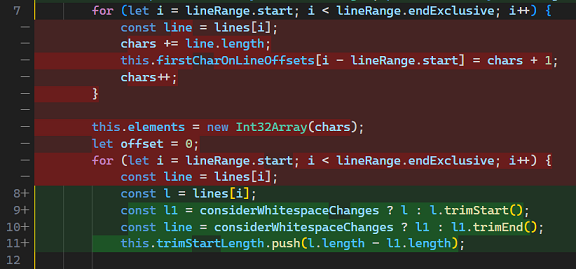 7 for (let i = lineRange.start; i < lineRange.endExclusive; i++) {
— const line = lines[i];
— chars += line.length;
— this.firstCharOnLineOffsets[i - lineRange.start] = chars + 1;
— chars++;
— }
—
— this.elements = new Int32Array(chars);
— let offset = 0;
— for (let i = lineRange.start; i < lineRange.endExclusive; i++) {
— const line = lines[i];
8+ const l = lines[i];
9+ const l1 = considerWhitespaceChanges ? l : l.trimStart();
10+ const line = considerWhitespaceChanges ? l1 : l1.trimEnd();
11+ this.trimStartLength.push(l.length - l1.length);
12